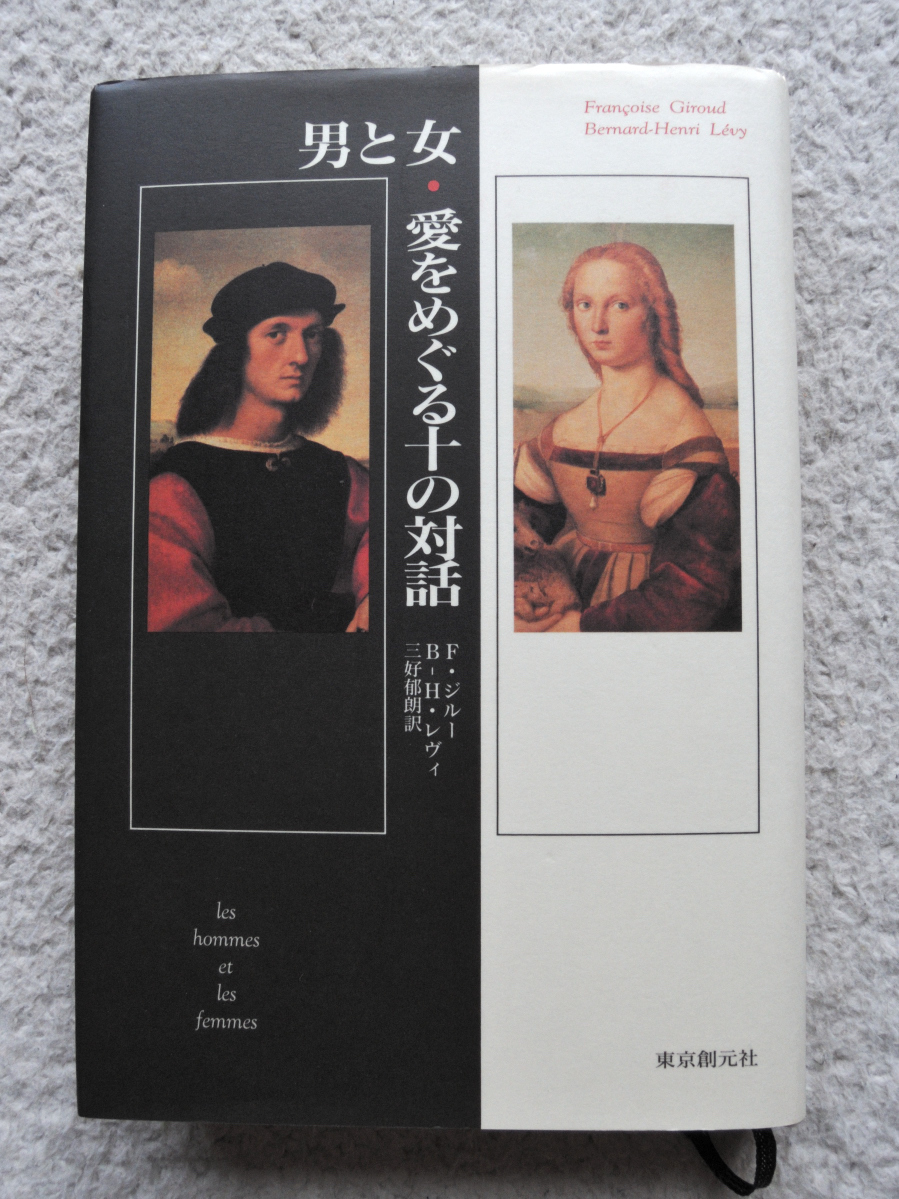 Françoise Giroud
Bernard-Henri Lévy
男と女
・愛をめぐる十の対話
F・ジルー
B-H・レヴィ
三好郁朗訳
les
hommes
et
les
femmes
東京創元社